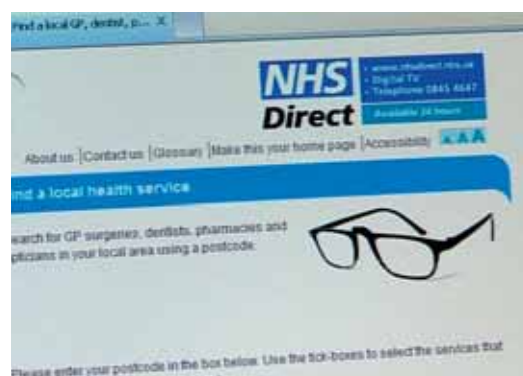 Find a local GP, dentist, p... X
NHS
Direct
• www.nhsdirect.nhs.uk
• Digital TV
• Telephone 0845 4647
Available 24 hours
About us |Contact us |Glossary |Make this your home page |Accessibility A A A
nd a local health service
earch for GP surgeries, dentists, pharmacies and
pticians in your local area using a postcode.
Please enter your postcode in the box below. Use the tick-boxes to select the services that